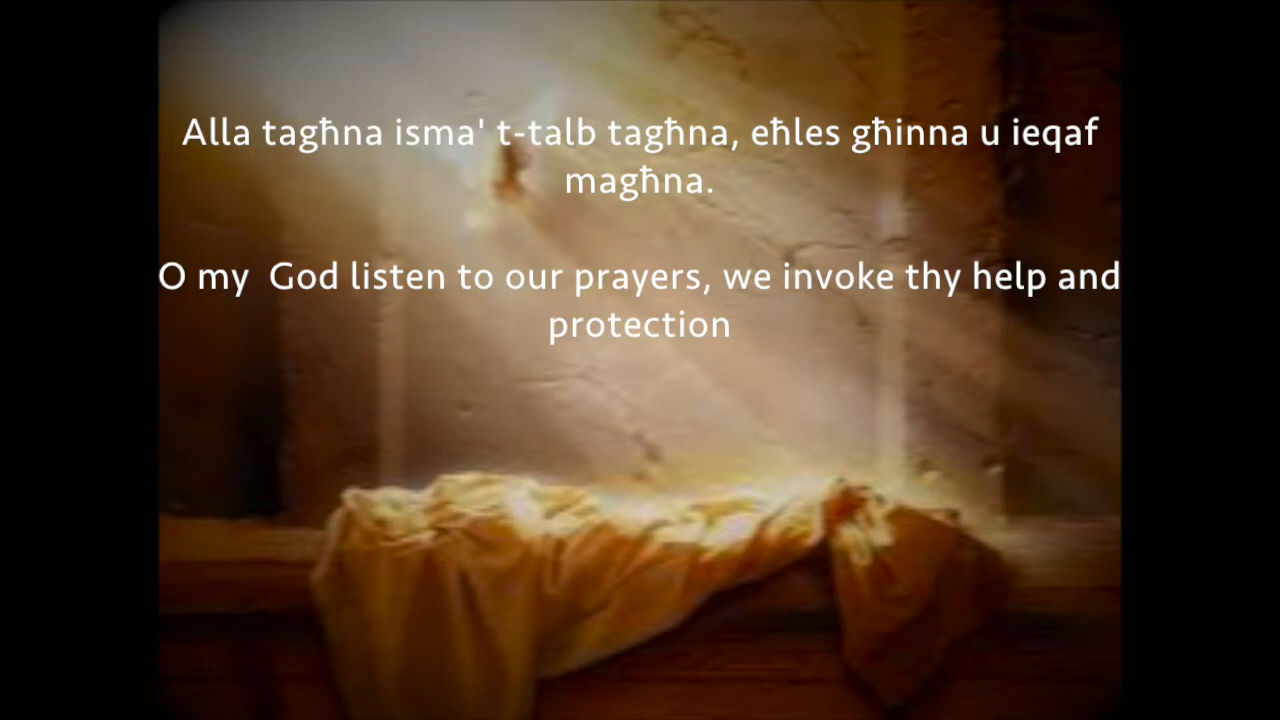 Alla tagħna isma' t-talb tagħna, eħles għinna u ieqaf
magħna.
O my God listen to our prayers, we invoke thy help and
protection